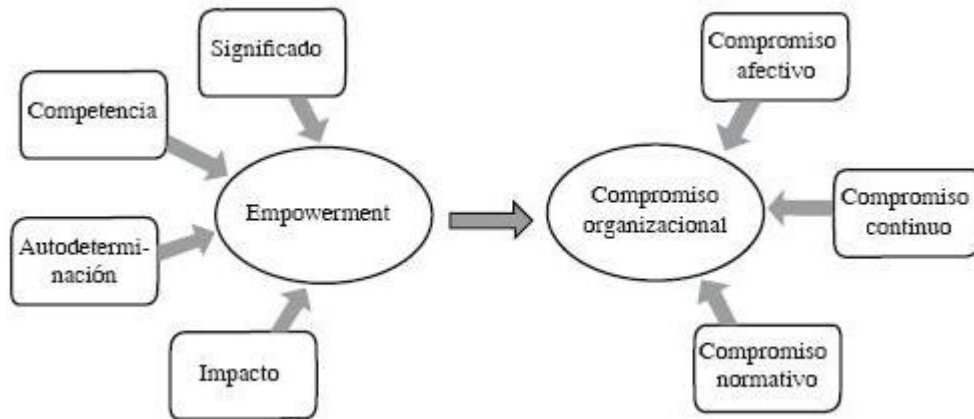 Significado
Competencia
Autodetermi-
nación
Impacto
Empowerment
Compromiso
organizacional
Compromiso
afectivo
Compromiso
continuo
Compromiso
normativo